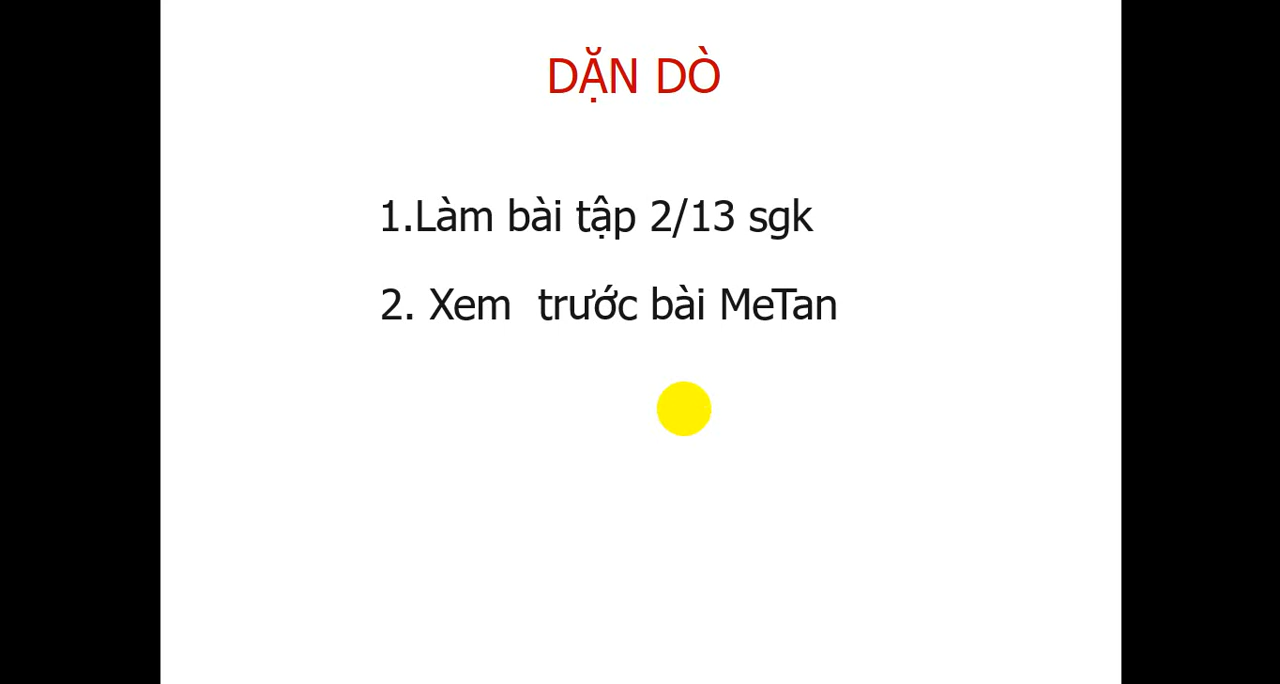 DẶN DÒ
1.Làm bài tập 2/13 sgk
2. Xem  trước bài MeTan